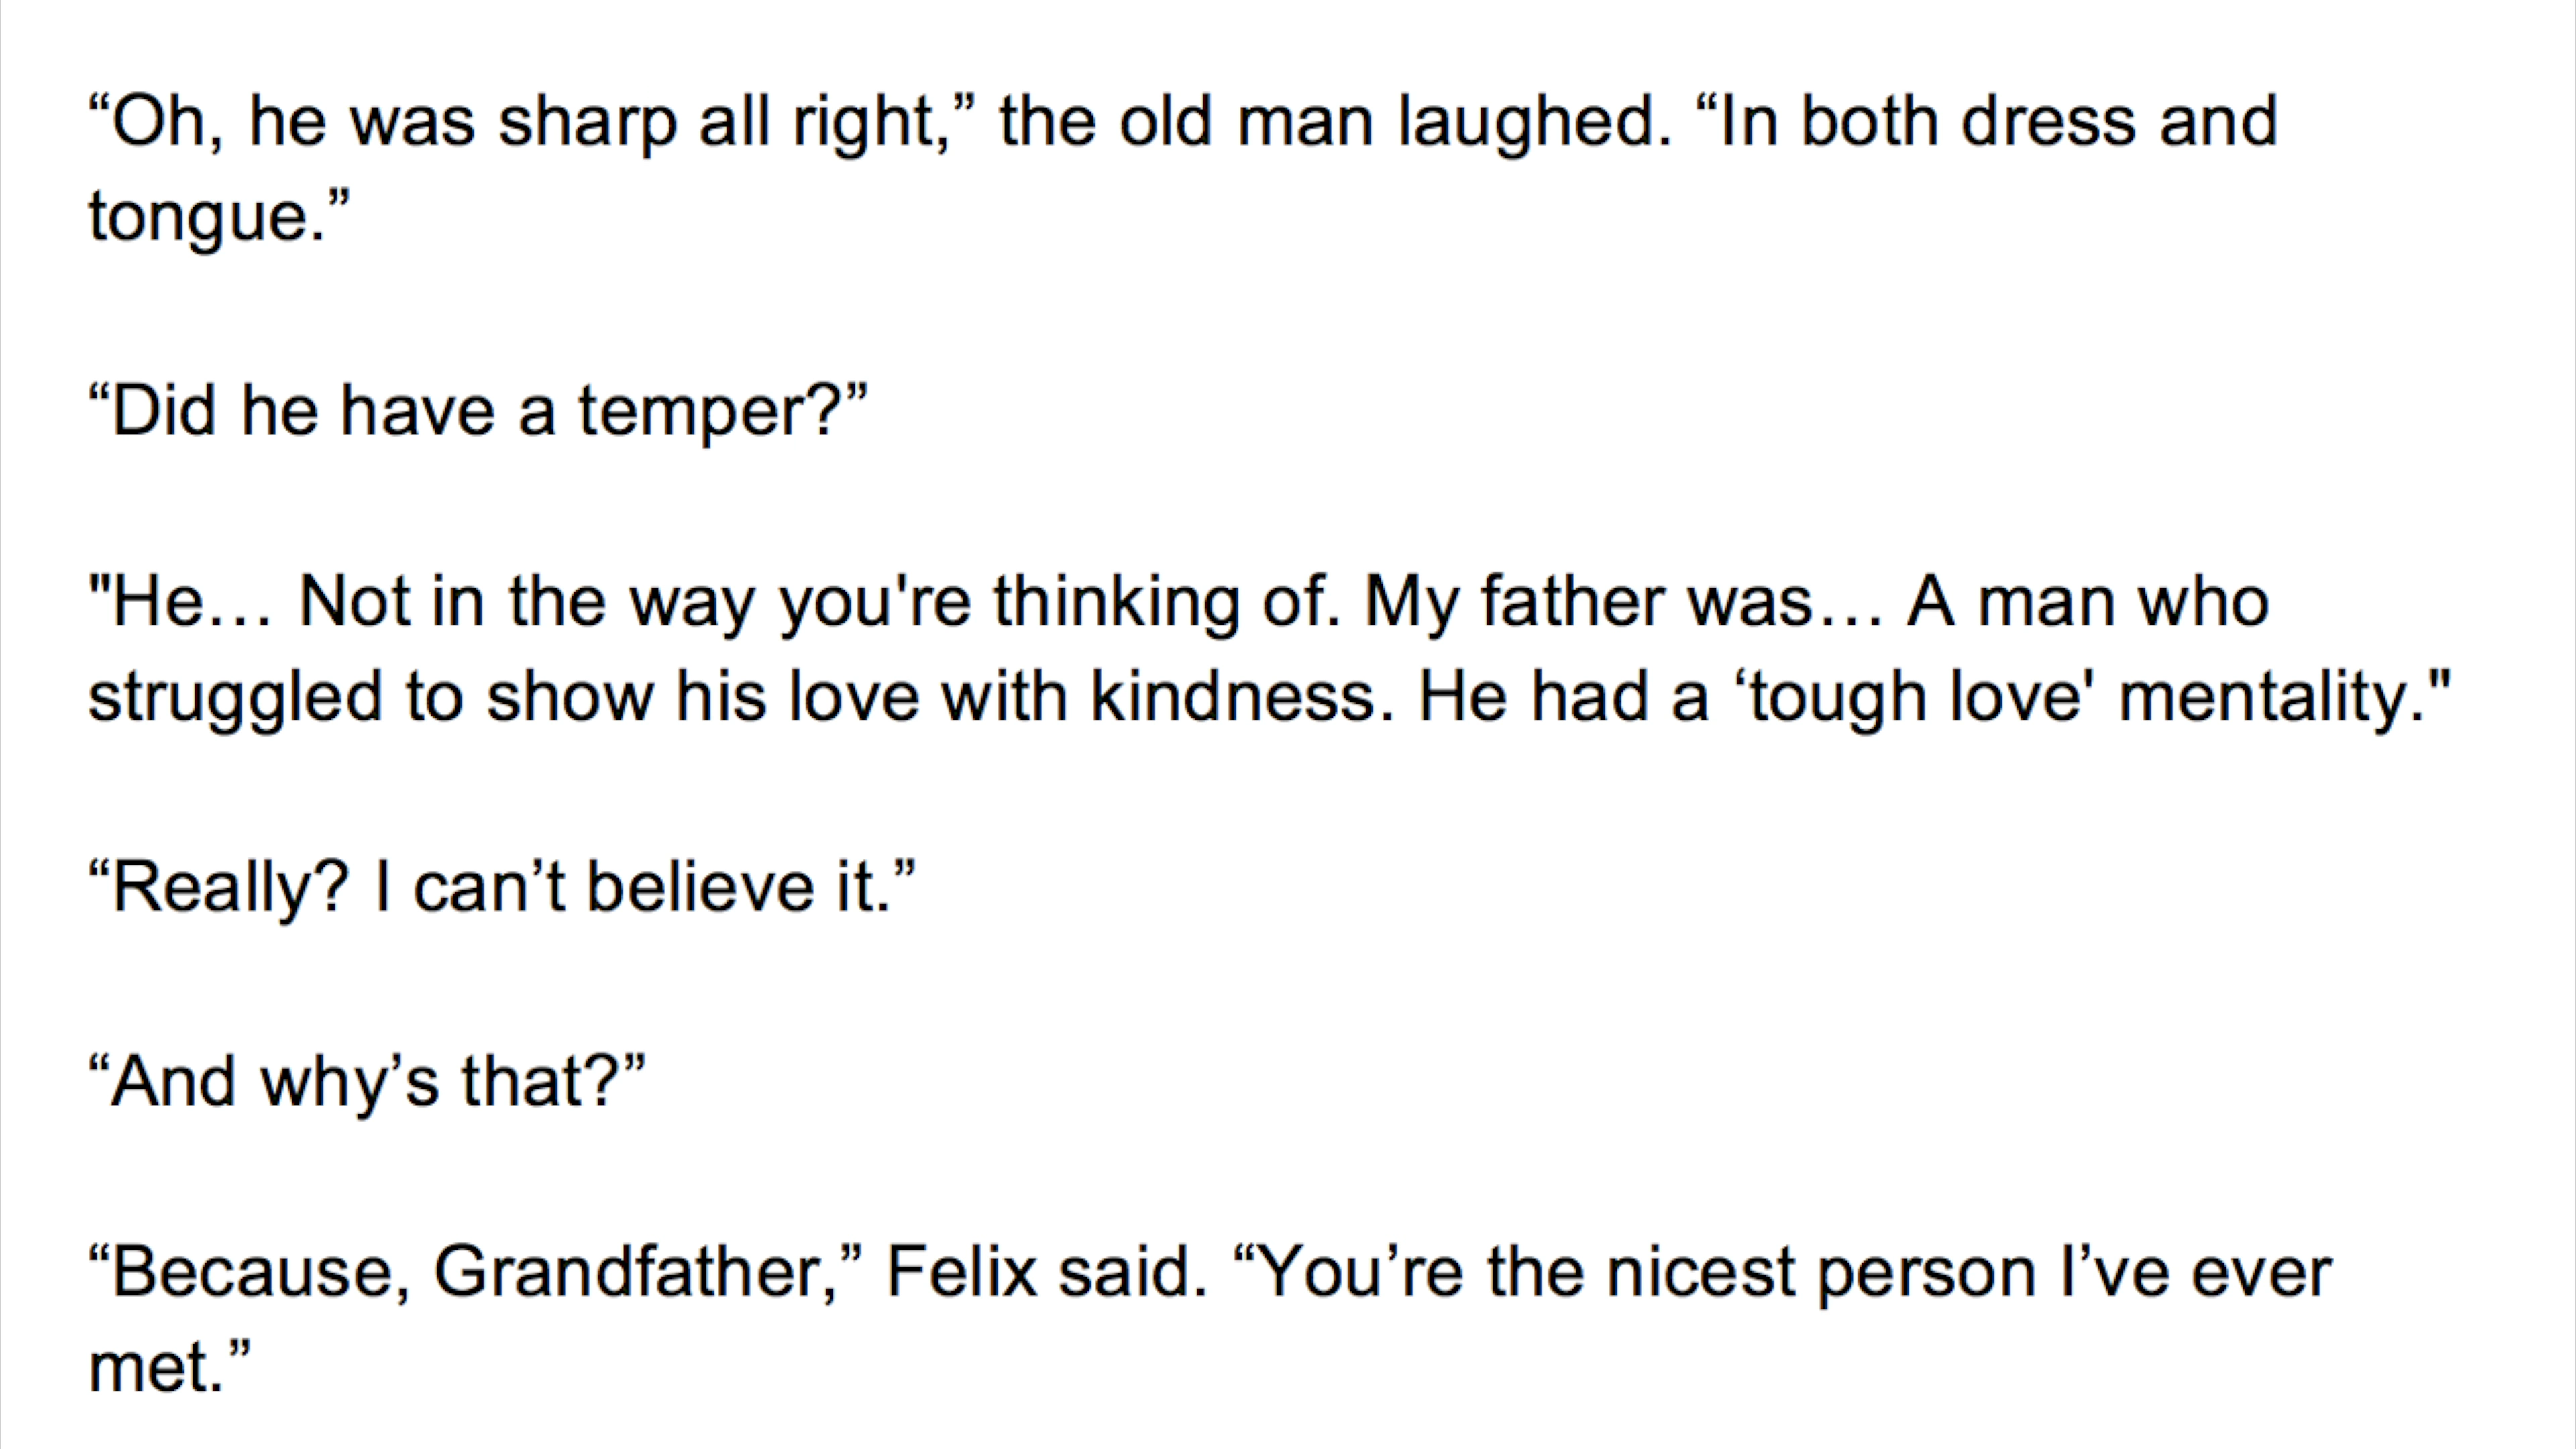 “Oh, he was sharp all right,” the old man laughed. “In both dress and
tongue.”
“Did he have a temper?”
"He… Not in the way you're thinking of. My father was… A man who
struggled to show his love with kindness. He had a ‘tough love' mentality."
“Really? I can’t believe it.”
“And why’s that?”
“Because, Grandfather,” Felix said. “You’re the nicest person I’ve ever
met.”